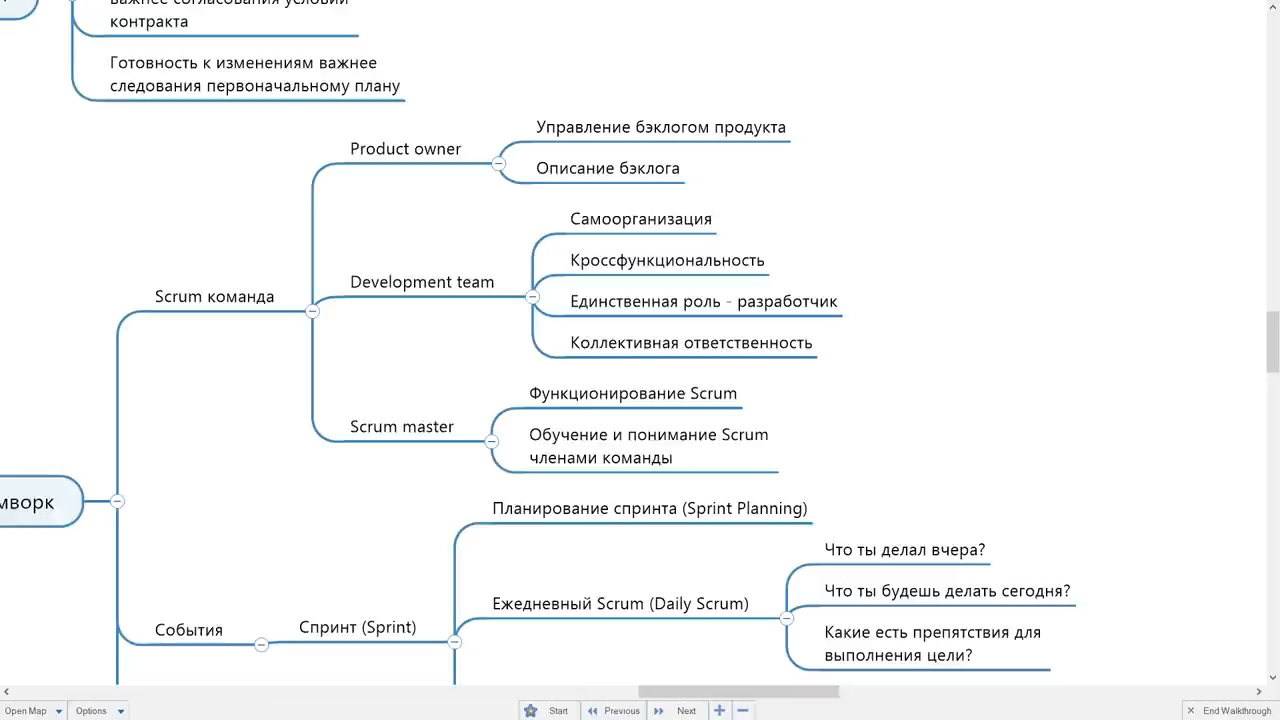 важнее согласования условий
контракта
Готовность к изменениям важнее
следования первоначальному плану
Управление бэклогом продукта
Product owner
Описание бэклога
Самоорганизация
Кроссфункциональность
Development team
Scrum команда
Единственная роль - разработчик
Коллективная ответственность
Функционирование Scrum
Scrum master
Обучение и понимание Scrum
членами команды
мворк
Планирование спринта (Sprint Planning)
Что ты делал вчера?
Что ты будешь делать сегодня?
Ежедневный Scrum (Daily Scrum)
События
Спринт (Sprint)
Какие есть препятствия для
выполнения цели?
Open Map
Options
Start
Previous
Next
End Walkthrough